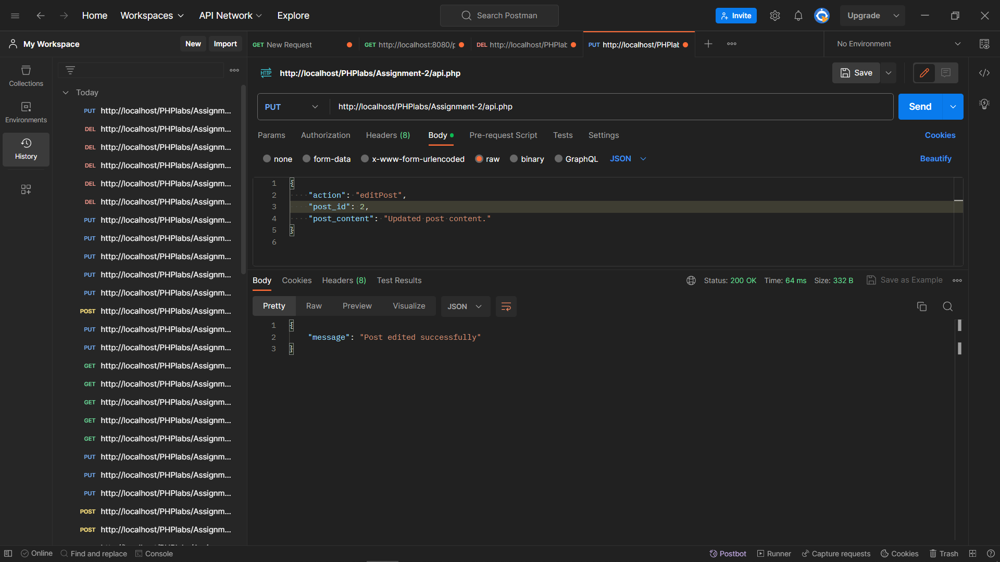 Home Workspaces API Network Explore Search Postman Invite Upgrade
My Workspace New Import
GET New Request GET http://localhost:8080/p DEL http://localhost/PHPlab PUT http://localhost/PHPlab No Environment
Collections
Environments
History
Today
PUT http://localhost/PHPlabs/Assignm...
DEL http://localhost/PHPlabs/Assignm...
DEL http://localhost/PHPlabs/Assignm...
DEL http://localhost/PHPlabs/Assignm...
DEL http://localhost/PHPlabs/Assignm...
DEL http://localhost/PHPlabs/Assignm...
PUT http://localhost/PHPlabs/Assignm...
PUT http://localhost/PHPlabs/Assignm...
PUT http://localhost/PHPlabs/Assignm...
PUT http://localhost/PHPlabs/Assignm...
PUT http://localhost/PHPlabs/Assignm...
POST http://localhost/PHPlabs/Assignm...
PUT http://localhost/PHPlabs/Assignm...
PUT http://localhost/PHPlabs/Assignm...
GET http://localhost/PHPlabs/Assignm...
GET http://localhost/PHPlabs/Assignm...
GET http://localhost/PHPlabs/Assignm...
GET http://localhost/PHPlabs/Assignm...
GET http://localhost/PHPlabs/Assignm...
PUT http://localhost/PHPlabs/Assignm...
PUT http://localhost/PHPlabs/Assignm...
PUT http://localhost/PHPlabs/Assignm...
POST http://localhost/PHPlabs/Assignm...
POST http://localhost/PHPlabs/Assignm...
HTTP http://localhost/PHPlabs/Assignment-2/api.php Save
PUT http://localhost/PHPlabs/Assignment-2/api.php Send
Params Authorization Headers (8) Body Pre-request Script Tests Settings Cookies
none form-data x-www-form-urlencoded raw binary GraphQL JSON Beautify
1 {
2 "action": "editPost",
3 "post_id": 2,
4 "post_content": "Updated post content."
5 }
6
Body Cookies Headers (8) Test Results Status: 200 OK Time: 64 ms Size: 332 B Save as Example
Pretty Raw Preview Visualize JSON
1 {
2 "message": "Post edited successfully"
3 }
Online Find and replace Console Postbot Runner Capture requests Cookies Trash